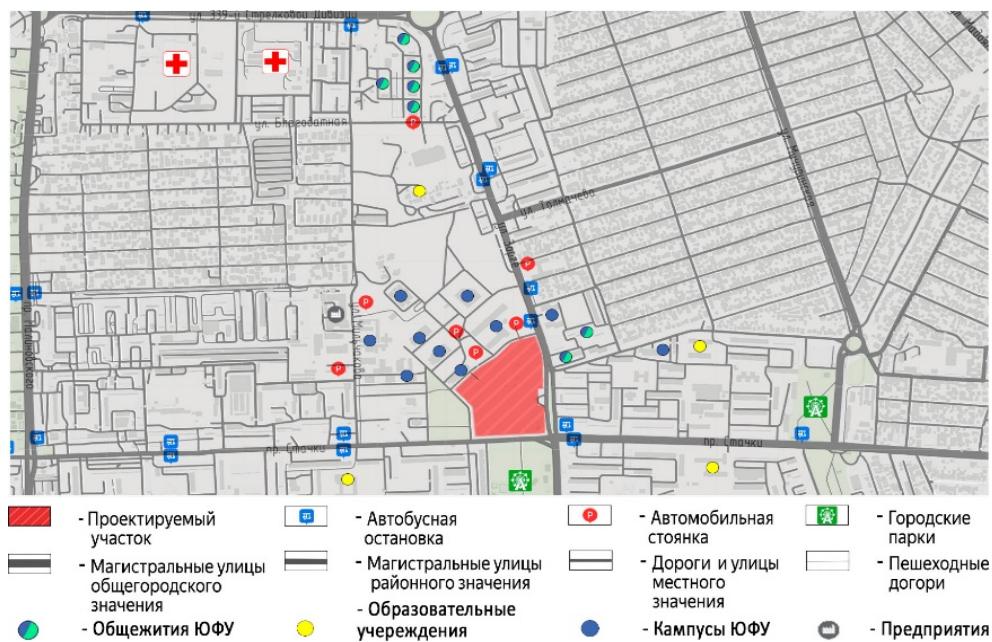 ул. 339-й Стрелковой Дивизии
ул. Благодатная
ул. Толмачева
ул. Зорге
пр. Стачки
пр. Стачки
- Проектируемый
участок
- Автобусная
остановка
- Автомобильная
стоянка
- Городские
парки
- Магистральные улицы
общегородского
значения
- Магистральные улицы
районного значения
- Дороги и улицы
местного
значения
- Пешеходные
догори
- Общежития ЮФУ
- Образовательные
учереждения
- Кампусы ЮФУ
- Предприятия